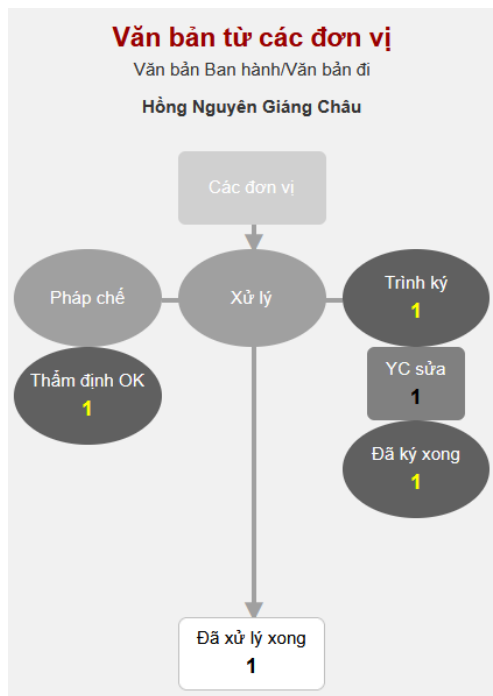 Văn bản từ các đơn vị
Văn bản Ban hành/Văn bản đi
Hồng Nguyên Giáng Châu
Các đơn vị
Pháp chế
Xử lý
Trình ký
1
Thẩm định OK
1
YC sửa
1
Đã ký xong
1
Đã xử lý xong
1